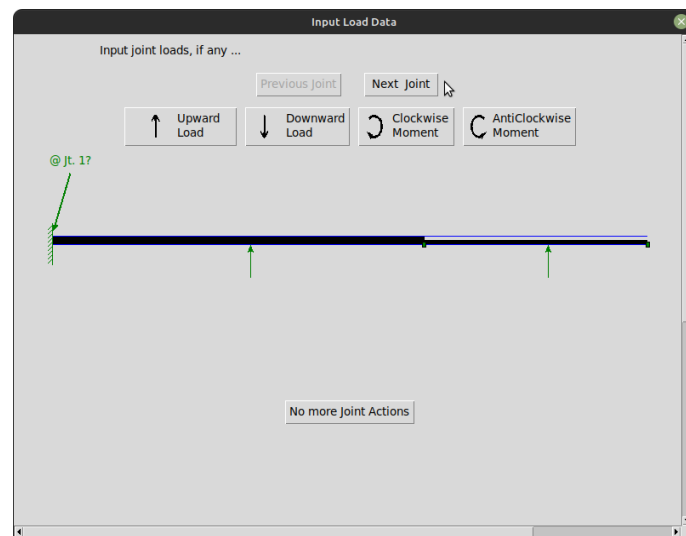 Input Load Data
Input joint loads, if any ...
Previous Joint
Next Joint
Upward Load
Downward Load
Clockwise Moment
AntiClockwise Moment
@ Jt. 1?
No more Joint Actions